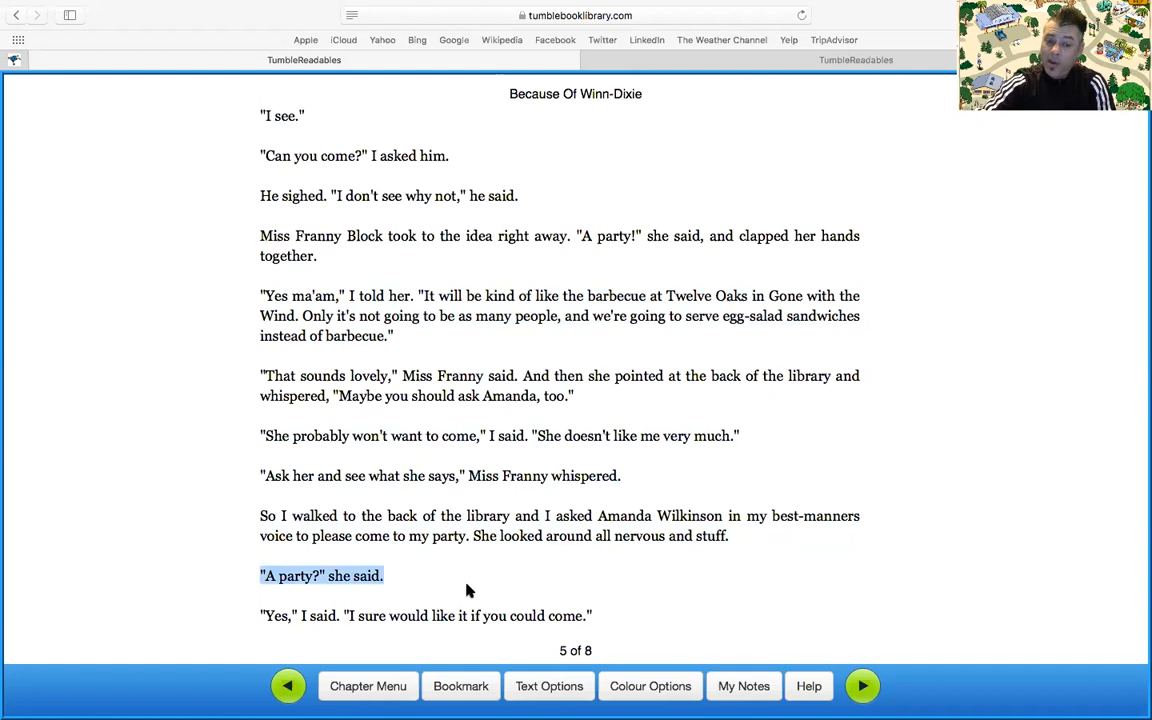 tumblebooklibrary.com
Apple iCloud Yahoo Bing Google Wikipedia Facebook Twitter LinkedIn The Weather Channel Yelp TripAdvisor
TumbleReadables TumbleReadables
Because Of Winn-Dixie
"I see."
"Can you come?" I asked him.
He sighed. "I don't see why not," he said.
Miss Franny Block took to the idea right away. "A party!" she said, and clapped her hands
together.
"Yes ma'am," I told her. "It will be kind of like the barbecue at Twelve Oaks in Gone with the
Wind. Only it's not going to be as many people, and we're going to serve egg-salad sandwiches
instead of barbecue."
"That sounds lovely," Miss Franny said. And then she pointed at the back of the library and
whispered, "Maybe you should ask Amanda, too."
"She probably won't want to come," I said. "She doesn't like me very much."
"Ask her and see what she says," Miss Franny whispered.
So I walked to the back of the library and I asked Amanda Wilkinson in my best-manners
voice to please come to my party. She looked around all nervous and stuff.
"A party?" she said.
"Yes," I said. "I sure would like it if you could come."
5 of 8
Chapter Menu Bookmark Text Options Colour Options My Notes Help